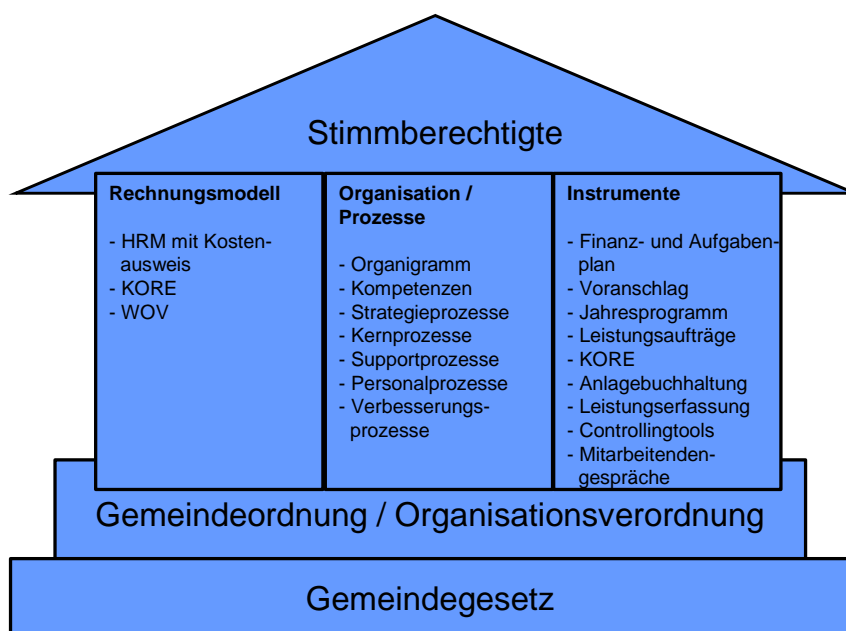 Stimmberechtigte
Rechnungsmodell
- HRM mit Kosten-
ausweis
- KORE
- WOV
Organisation /
Prozesse
- Organigramm
- Kompetenzen
- Strategieprozesse
- Kernprozesse
- Supportprozesse
- Personalprozesse
- Verbesserungs-
prozesse
Instrumente
- Finanz- und Aufgaben-
plan
- Voranschlag
- Jahresprogramm
- Leistungsaufträge
- KORE
- Anlagebuchhaltung
- Leistungserfassung
- Controllingtools
- Mitarbeitenden-
gespräche
Gemeindeordnung / Organisationsverordnung
Gemeindegesetz